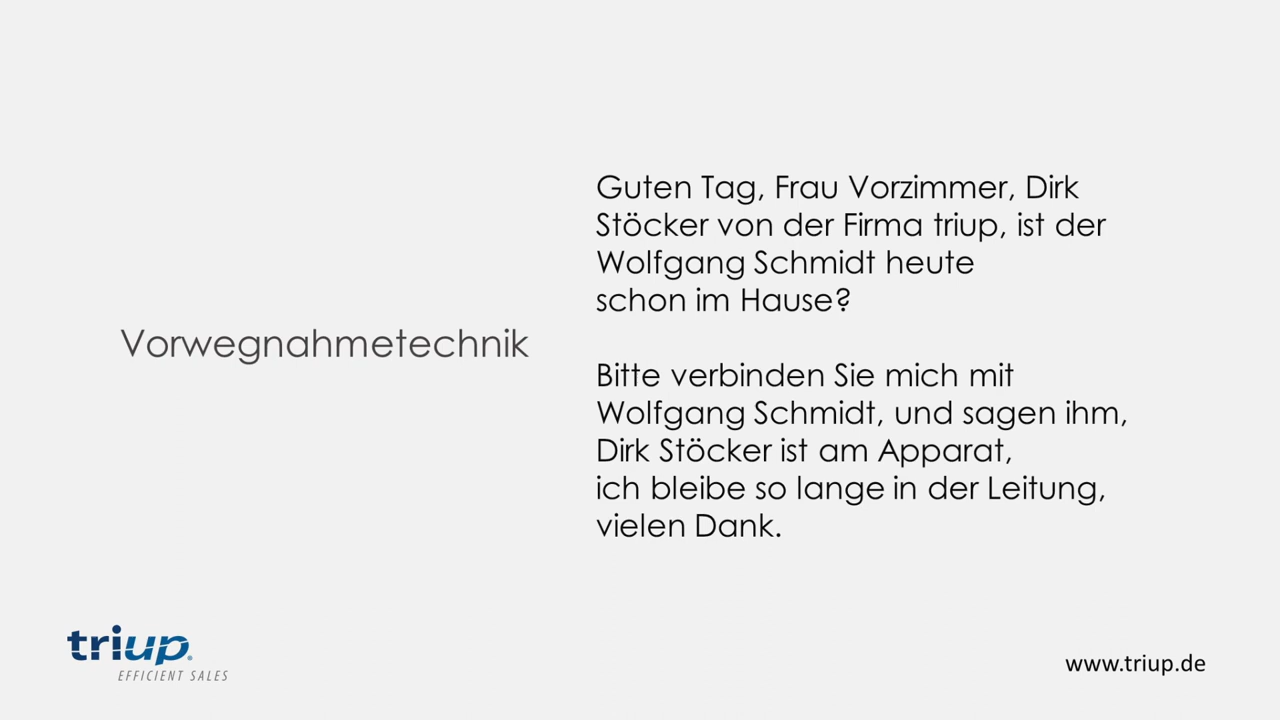 Vorwegnahmetechnik
Guten Tag, Frau Vorzimmer, Dirk
Stöcker von der Firma triup, ist der
Wolfgang Schmidt heute
schon im Hause?
Bitte verbinden Sie mich mit
Wolfgang Schmidt, und sagen ihm,
Dirk Stöcker ist am Apparat,
ich bleibe so lange in der Leitung,
vielen Dank.
triup®
EFFICIENT SALES
www.triup.de